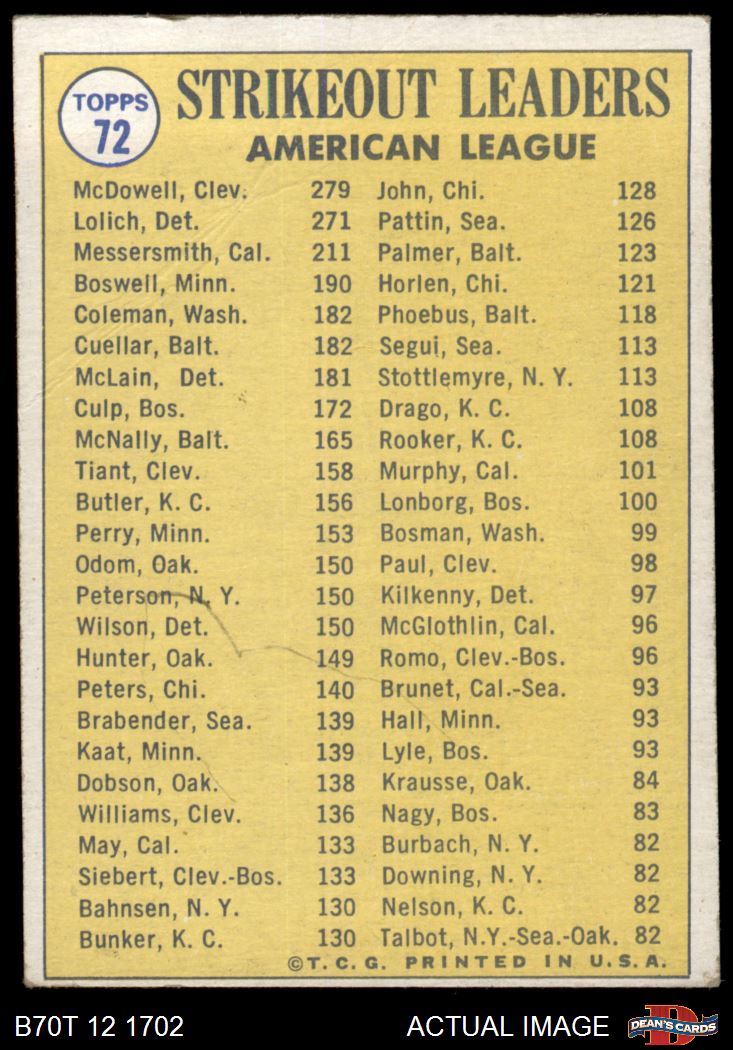 TOPPS
72
STRIKEOUT LEADERS
AMERICAN LEAGUE
McDowell, Clev. 279
Lolich, Det. 271
Messersmith, Cal. 211
Boswell, Minn. 190
Coleman, Wash. 182
Cuellar, Balt. 182
McLain, Det. 181
Culp, Bos. 172
McNally, Balt. 165
Tiant, Clev. 158
Butler, K. C. 156
Perry, Minn. 153
Odom, Oak. 150
Peterson, N. Y. 150
Wilson, Det. 150
Hunter, Oak. 149
Peters, Chi. 140
Brabender, Sea. 139
Kaat, Minn. 139
Dobson, Oak. 138
Williams, Clev. 136
May, Cal. 133
Siebert, Clev.-Bos. 133
Bahnsen, N. Y. 130
Bunker, K. C. 130
John, Chi. 128
Pattin, Sea. 126
Palmer, Balt. 123
Horlen, Chi. 121
Phoebus, Balt. 118
Segui, Sea. 113
Stottlemyre, N. Y. 113
Drago, K. C. 108
Rooker, K. C. 108
Murphy, Cal. 101
Lonborg, Bos. 100
Bosman, Wash. 99
Paul, Clev. 98
Kilkenny, Det. 97
McGlothlin, Cal. 96
Romo, Clev.-Bos. 96
Brunet, Cal.-Sea. 93
Hall, Minn. 93
Lyle, Bos. 93
Krausse, Oak. 84
Nagy, Bos. 83
Burbach, N. Y. 82
Downing, N. Y. 82
Nelson, K. C. 82
Talbot, N.Y.-Sea.-Oak. 82
©T.C.G. PRINTED IN U.S.A.
B70T 12 1702
ACTUAL IMAGE
D
DEAN'S CARDS